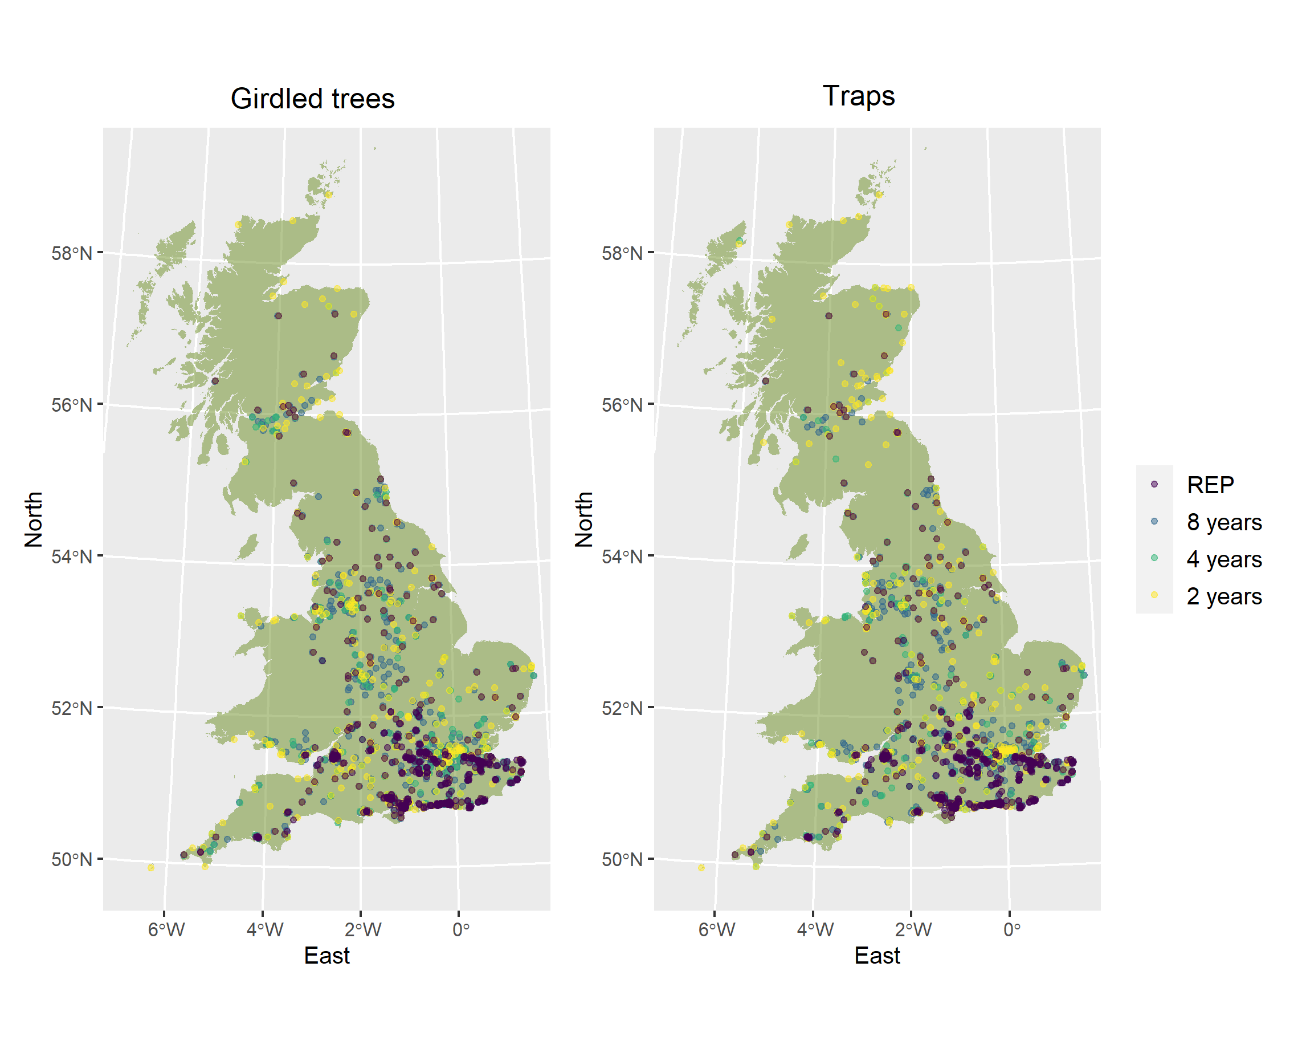 Girdled trees
Traps
58°N
56°N
54°N
52°N
50°N
6°W
4°W
2°W
0°
East
North
58°N
56°N
54°N
52°N
50°N
6°W
4°W
2°W
0°
East
North
REP
8 years
4 years
2 years